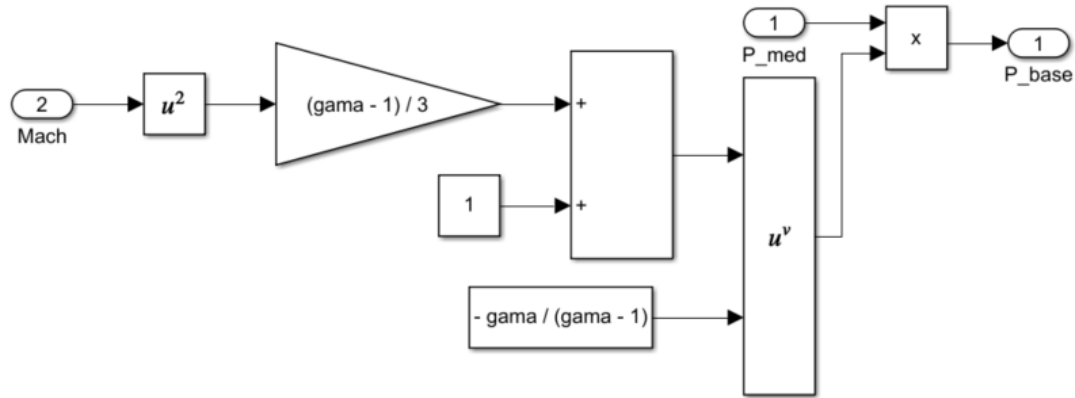 1
P_med
x
1
P_base
2
Mach
u²
(gama - 1) / 3
+
1
+
uᵛ
- gama / (gama - 1)